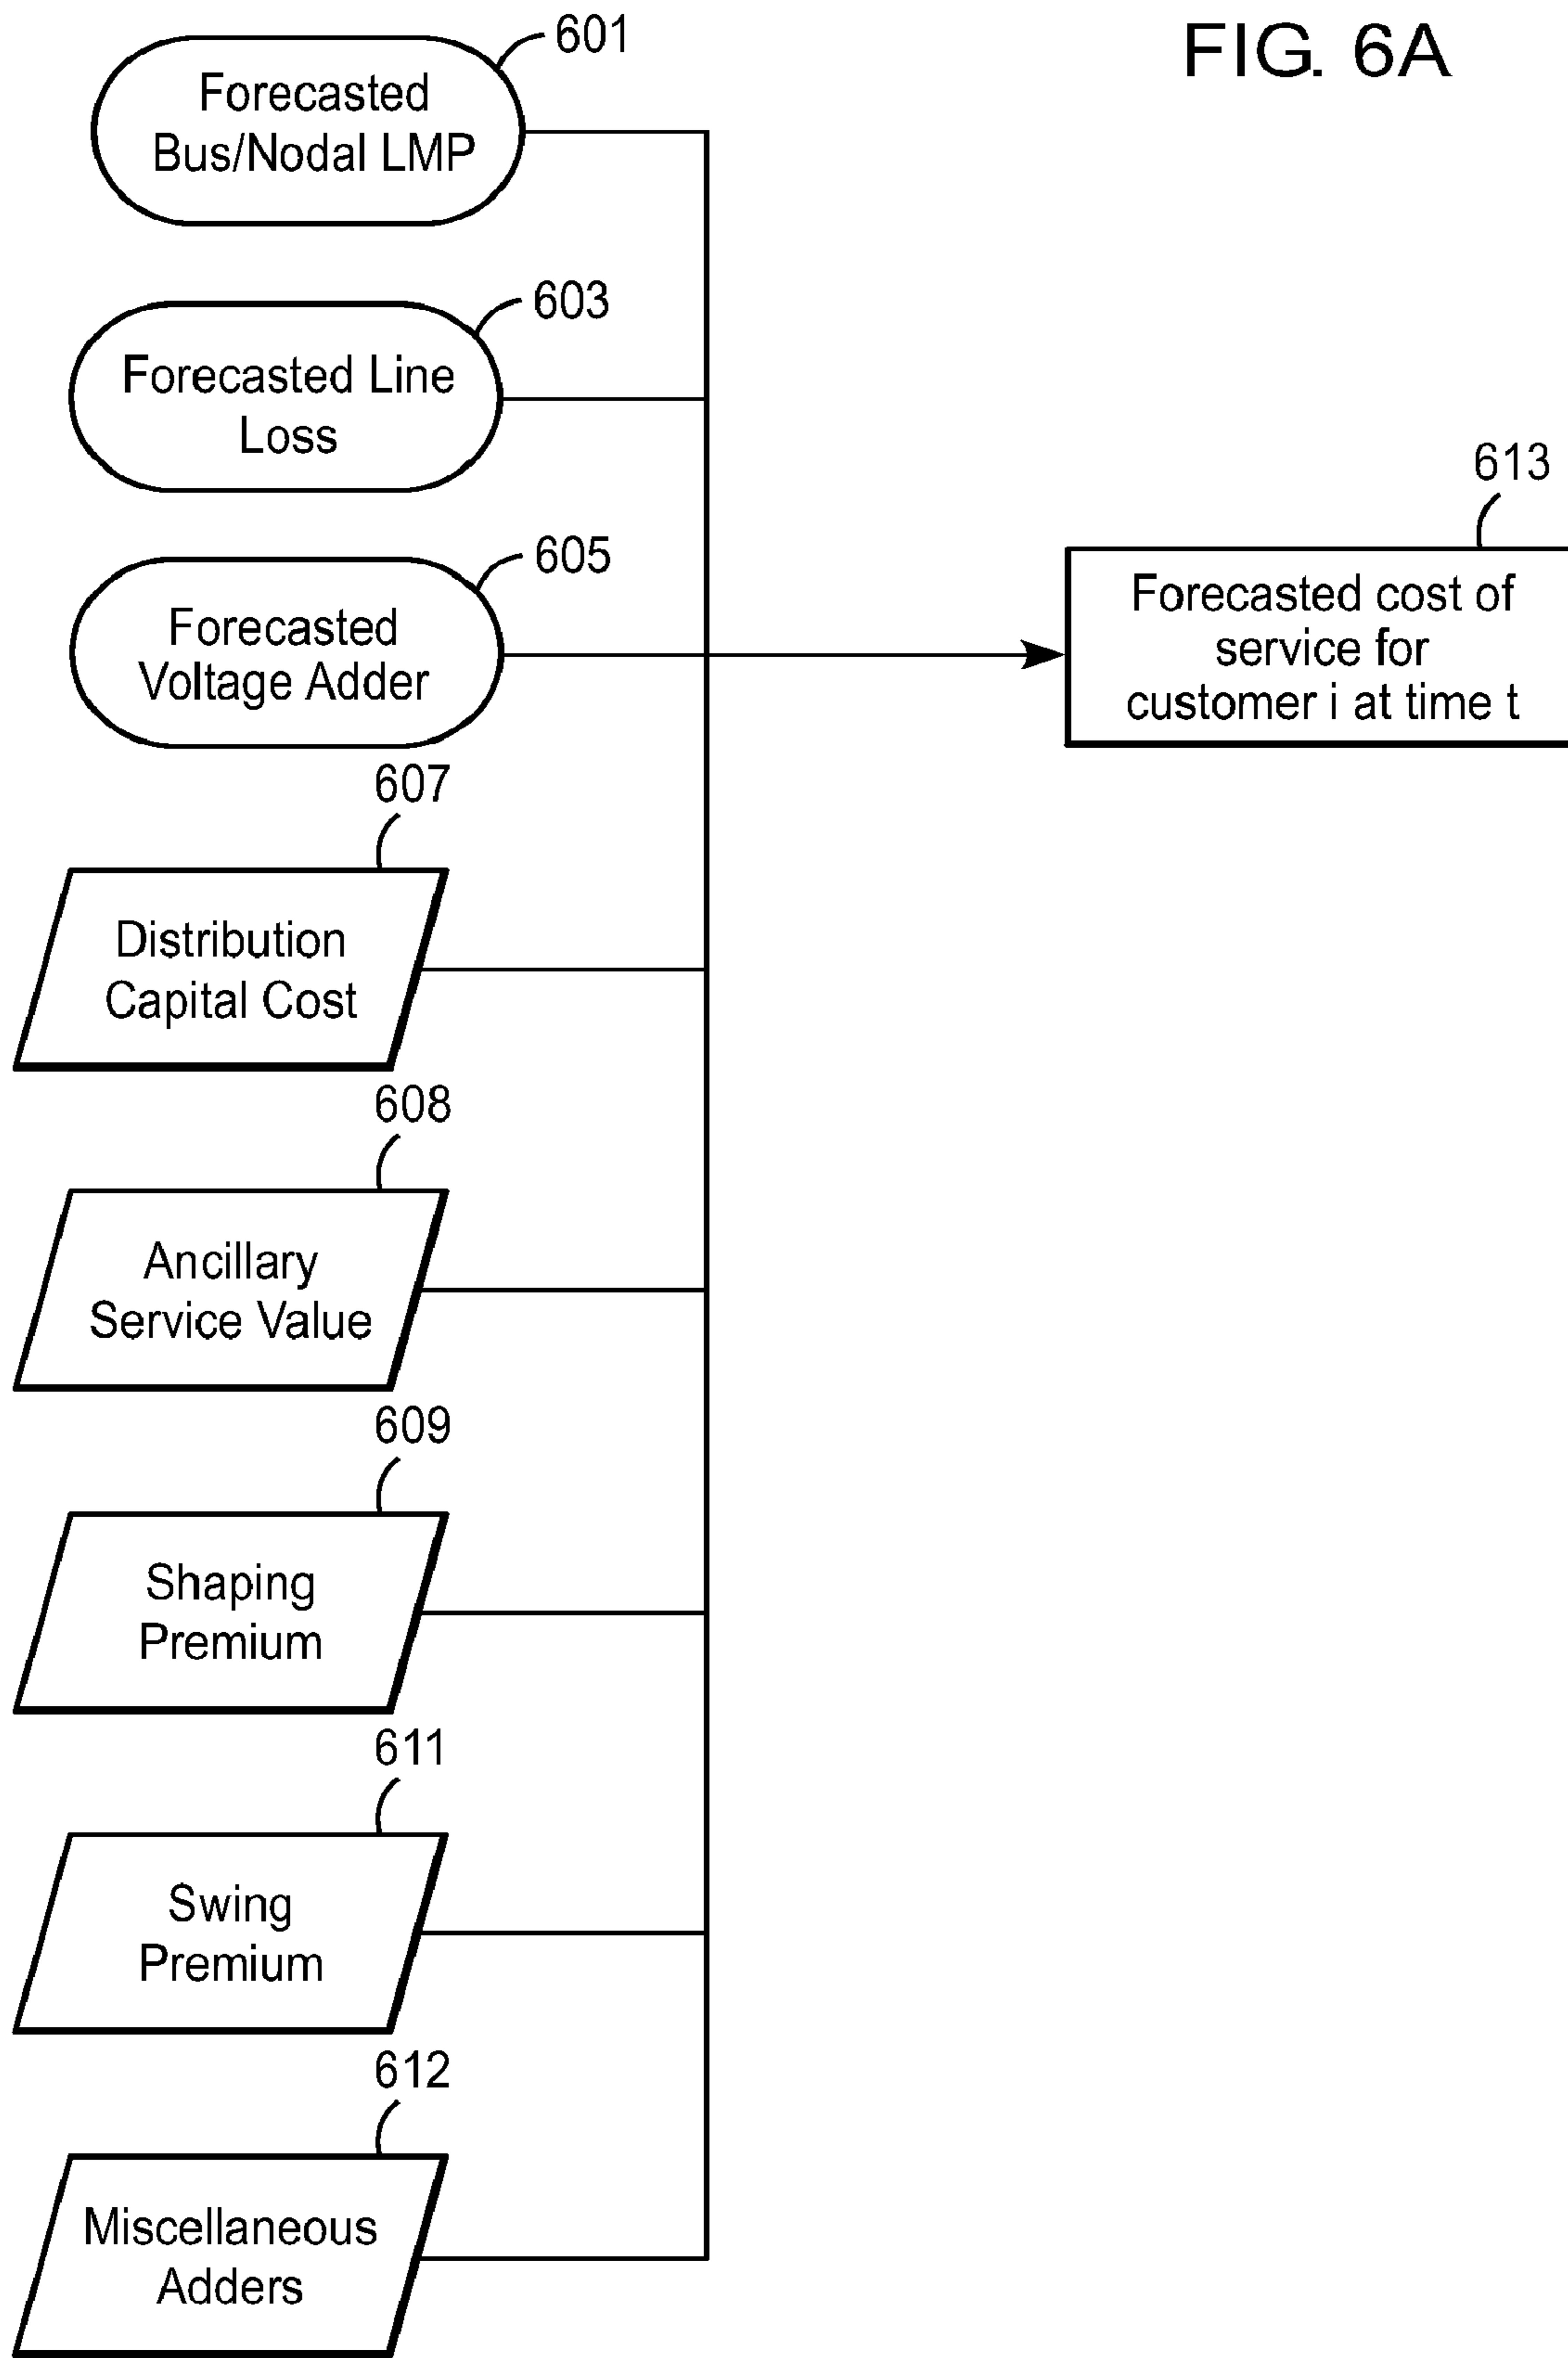 FIG. 6A
601
Forecasted
Bus/Nodal LMP
603
Forecasted Line
Loss
605
Forecasted
Voltage Adder
613
Forecasted cost of
service for
customer i at time t
607
Distribution
Capital Cost
608
Ancillary
Service Value
609
Shaping
Premium
611
Swing
Premium
612
Miscellaneous
Adders